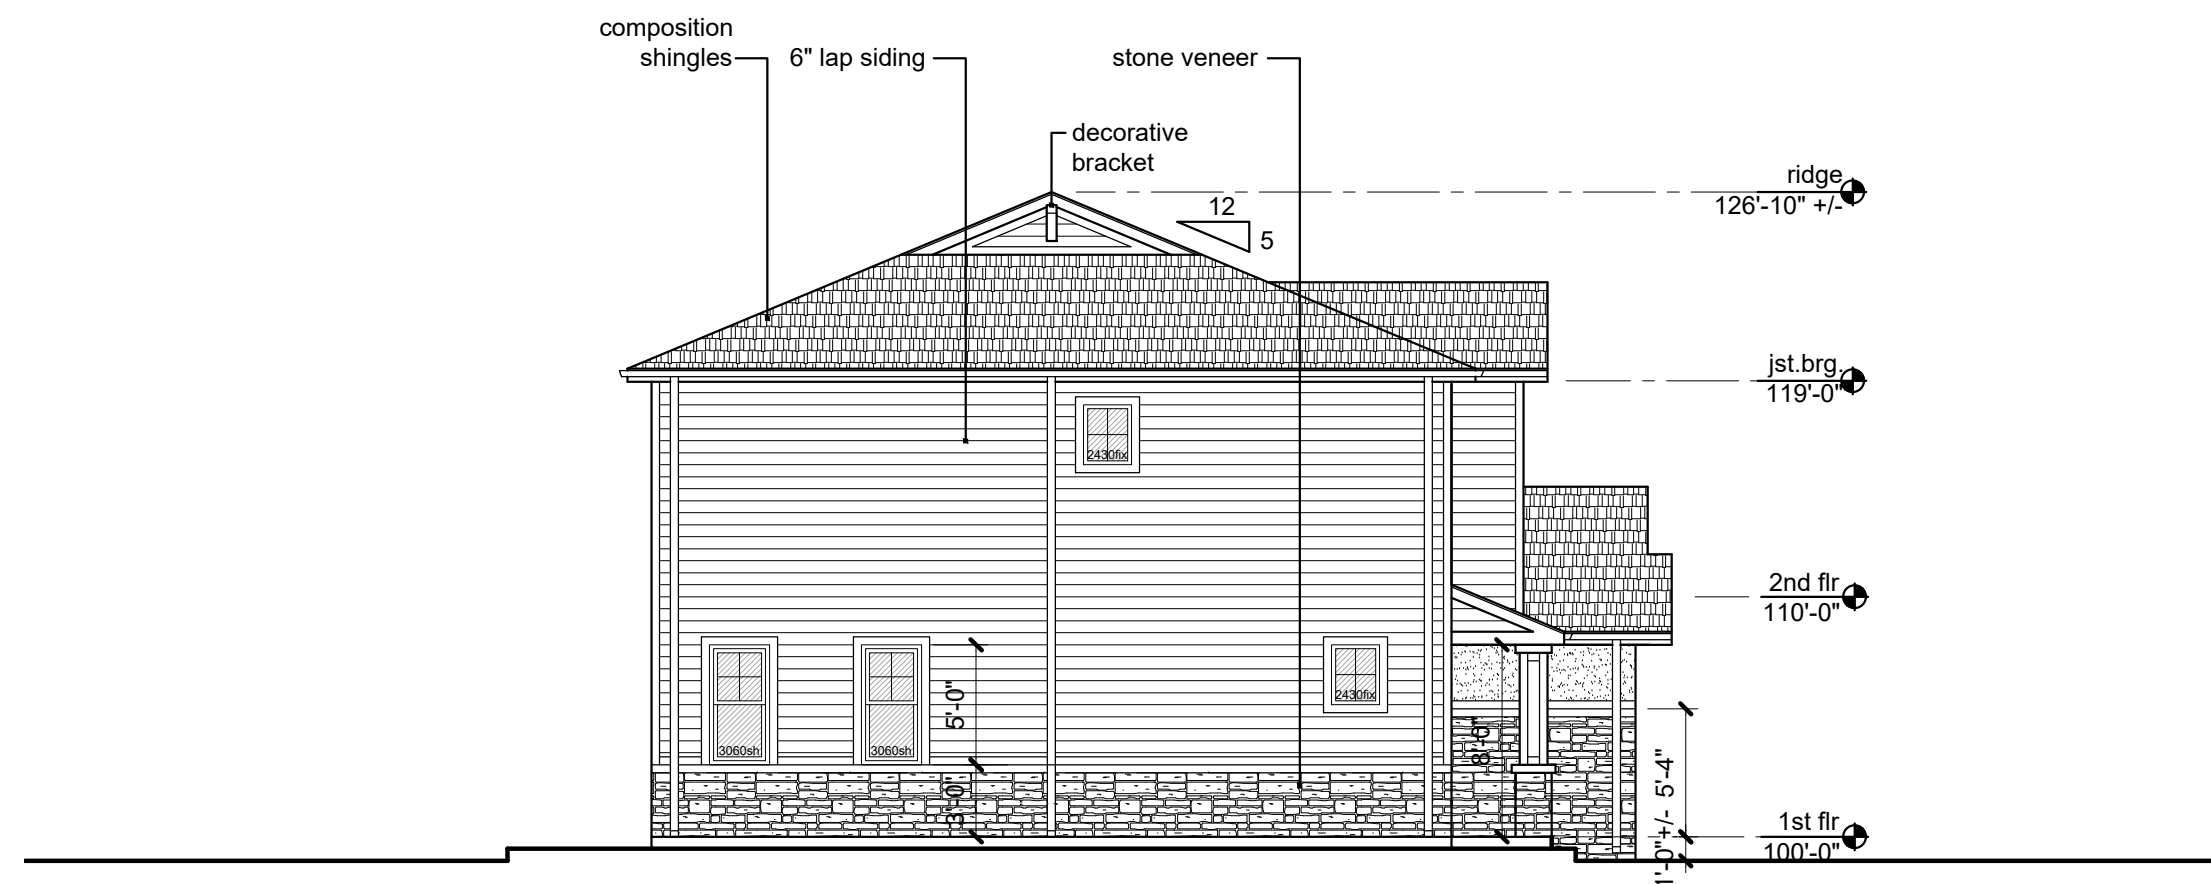 composition
shingles
6" lap siding
stone veneer
decorative
bracket
ridge
126'-10" +/-
12
5
jst.brg.
119'-0"
2430fix
2nd flr
110'-0"
5'-0"
2430fix
8'-0"
3060sh
3060sh
3'-0"
5'-4"
1'-0"+/-
1st flr
100'-0"